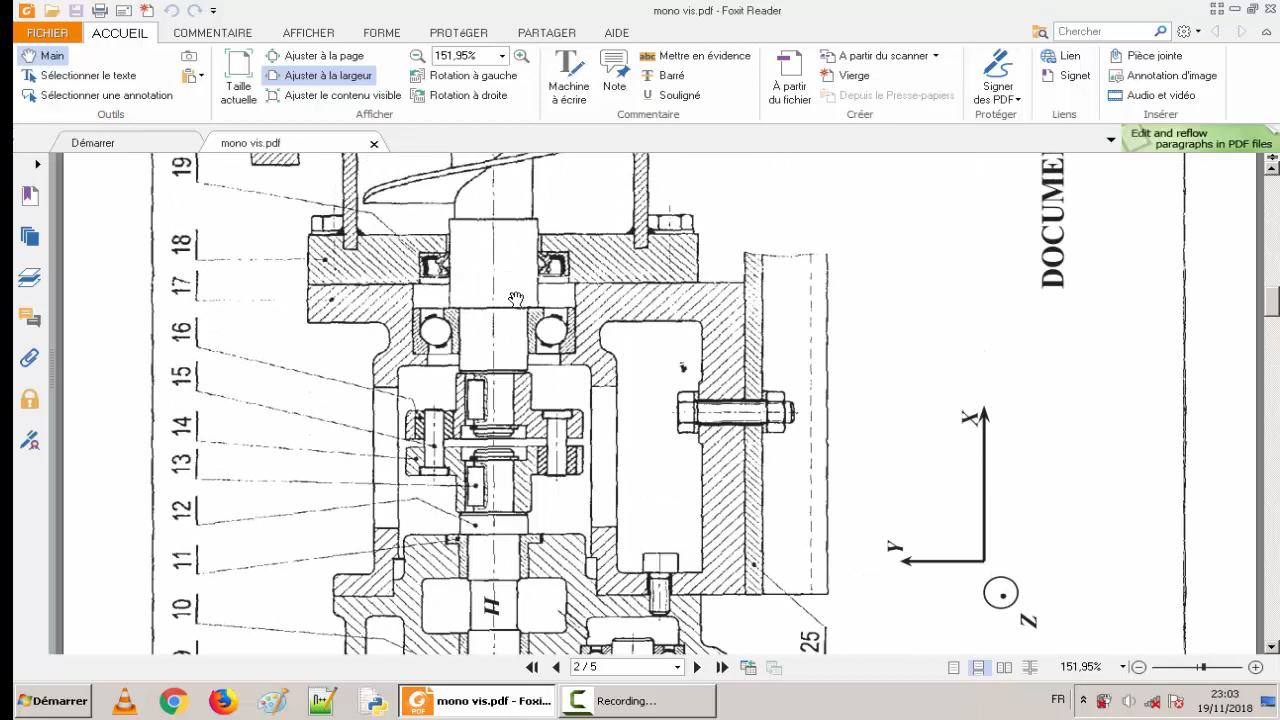 mono vis.pdf - Foxit Reader
FICHIER
ACCUEIL
COMMENTAIRE
AFFICHER
FORME
PROTéGER
PARTAGER
AIDE
Chercher
Main
Sélectionner le texte
Sélectionner une annotation
Outils
Taille actuelle
Ajuster à la page
Ajuster à la largeur
Ajuster le contenu visible
151,95%
Rotation à gauche
Rotation à droite
Afficher
Machine à écrire
Note
Mettre en évidence
Barré
Souligné
Commentaire
À partir du fichier
A partir du scanner
Vierge
Depuis le Presse-papiers
Créer
Signer des PDF
Protéger
Lien
Signet
Liens
Pièce jointe
Annotation d'image
Audio et vidéo
Insérer
Démarrer
mono vis.pdf
Edit and reflow
paragraphs in PDF files
19
18
17
16
15
14
13
12
11
10
9
H
25
DOCUME
X
Y
Z
2 / 5
151,95%
Démarrer
mono vis.pdf - Foxi...
Recording...
FR
23:03
19/11/2018